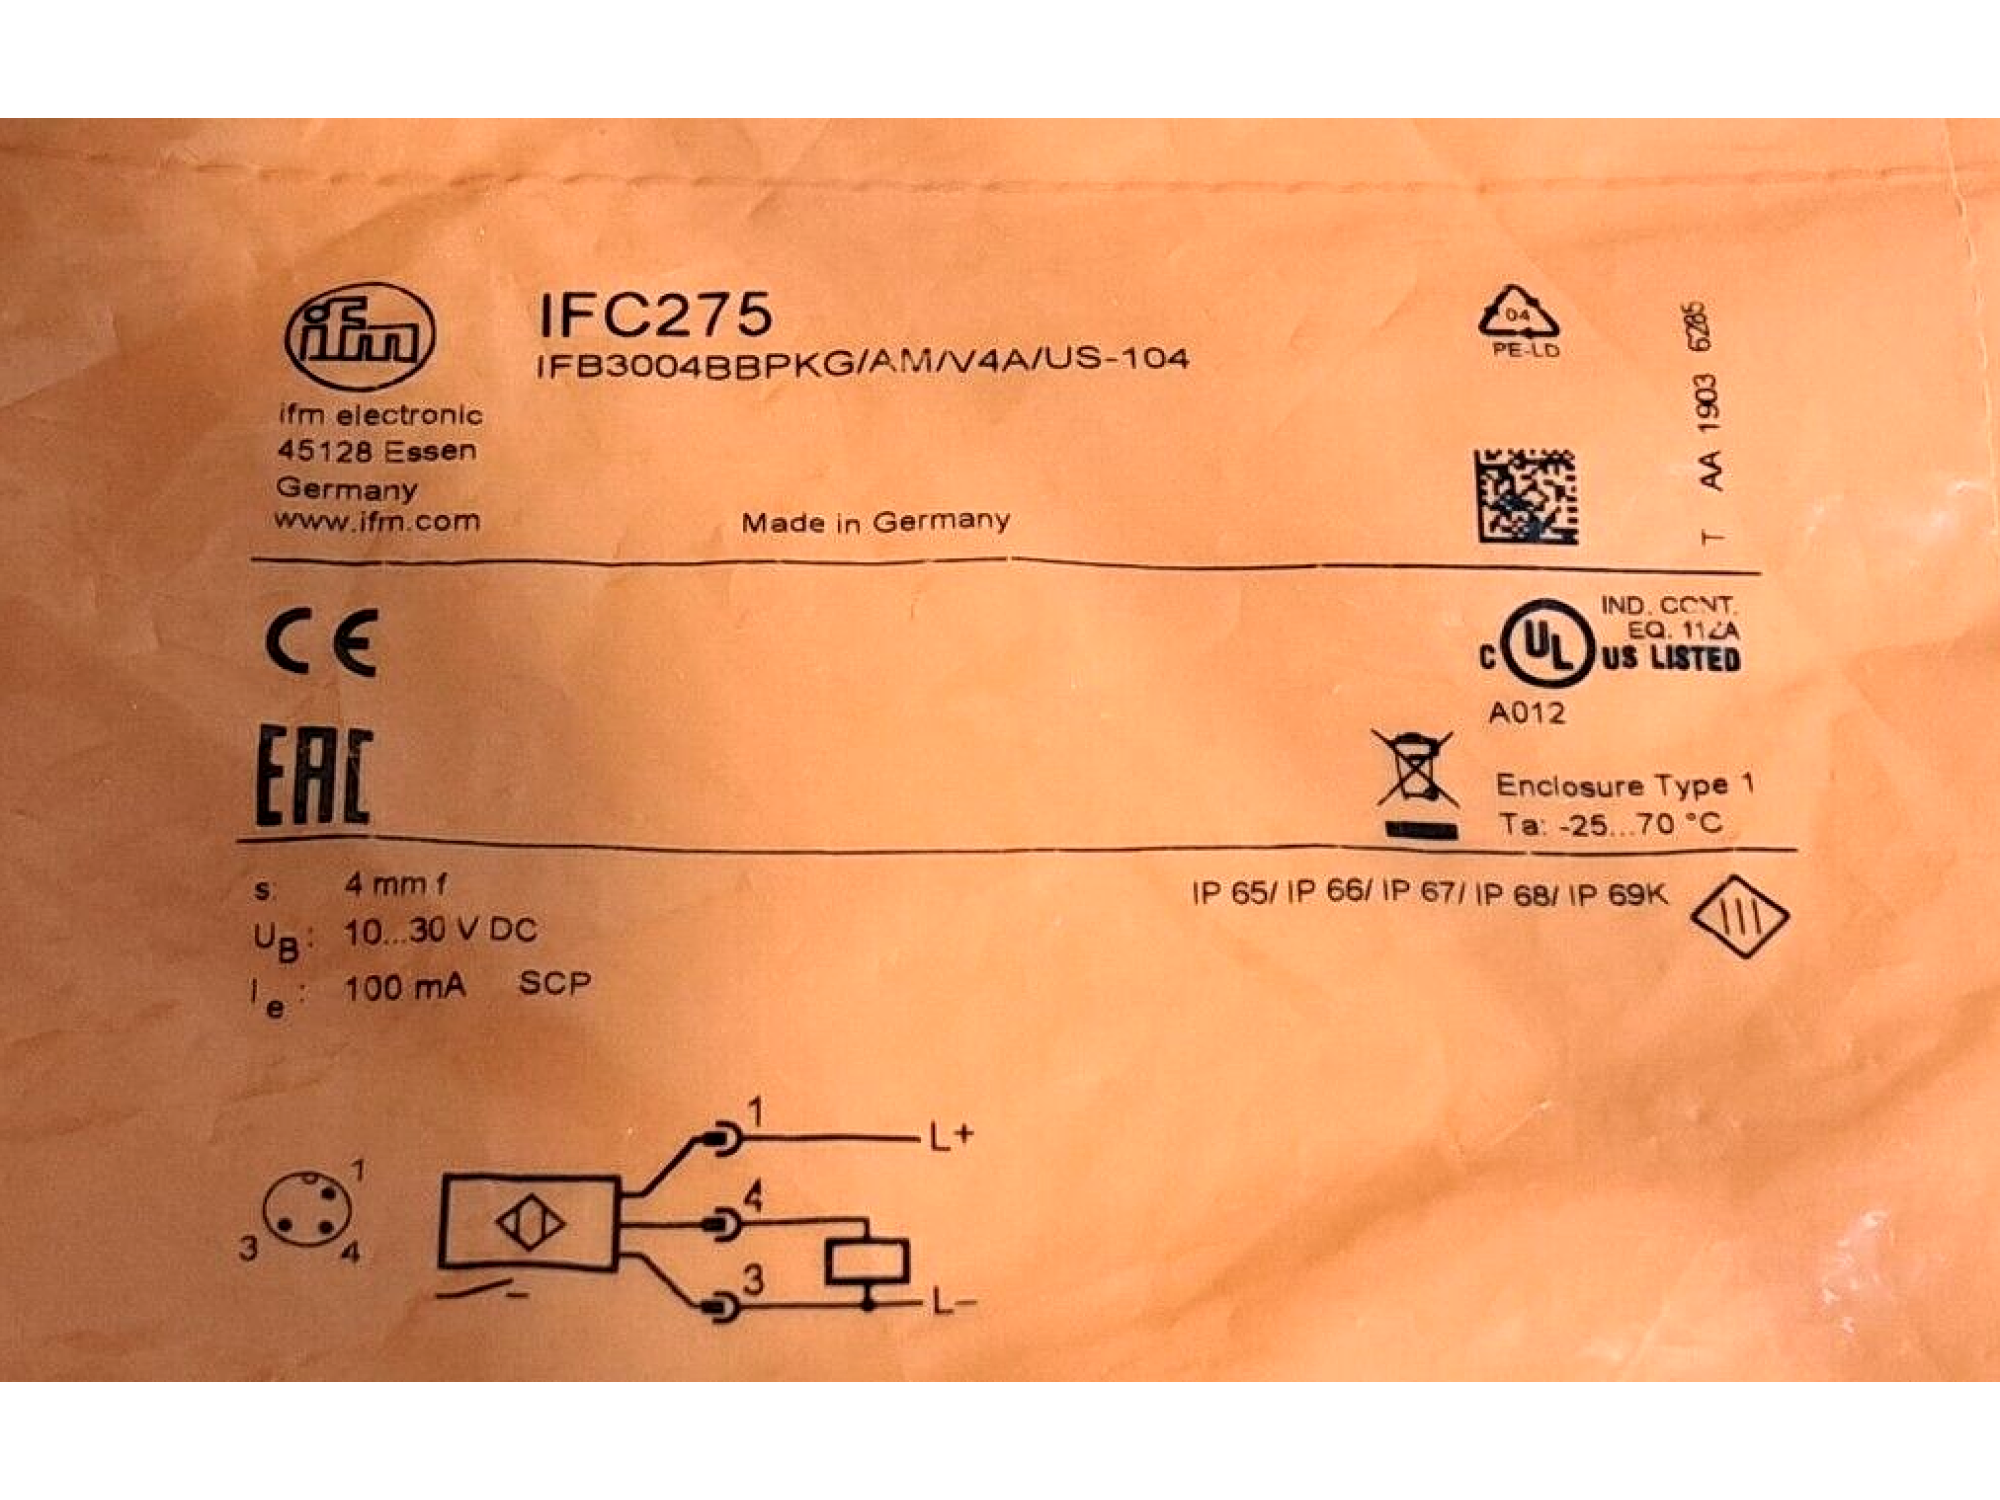 ifm
IFC275
IFB3004BBPKG/AM/V4A/US-104
ifm electronic
45128 Essen
Germany
www.ifm.com
Made in Germany
04
PE-LD
T AA 1903 6285
CE
EAC
C UL US LISTED
IND. CONT.
EQ.
A012
Enclosure Type 1
Ta: -25...70 °C
s: 4 mm f
UB: 10...30 V DC
Ie: 100 mA SCP
IP 65/ IP 66/ IP 67/ IP 68/ IP 69K
1
3
4
1
L+
4
3
L−